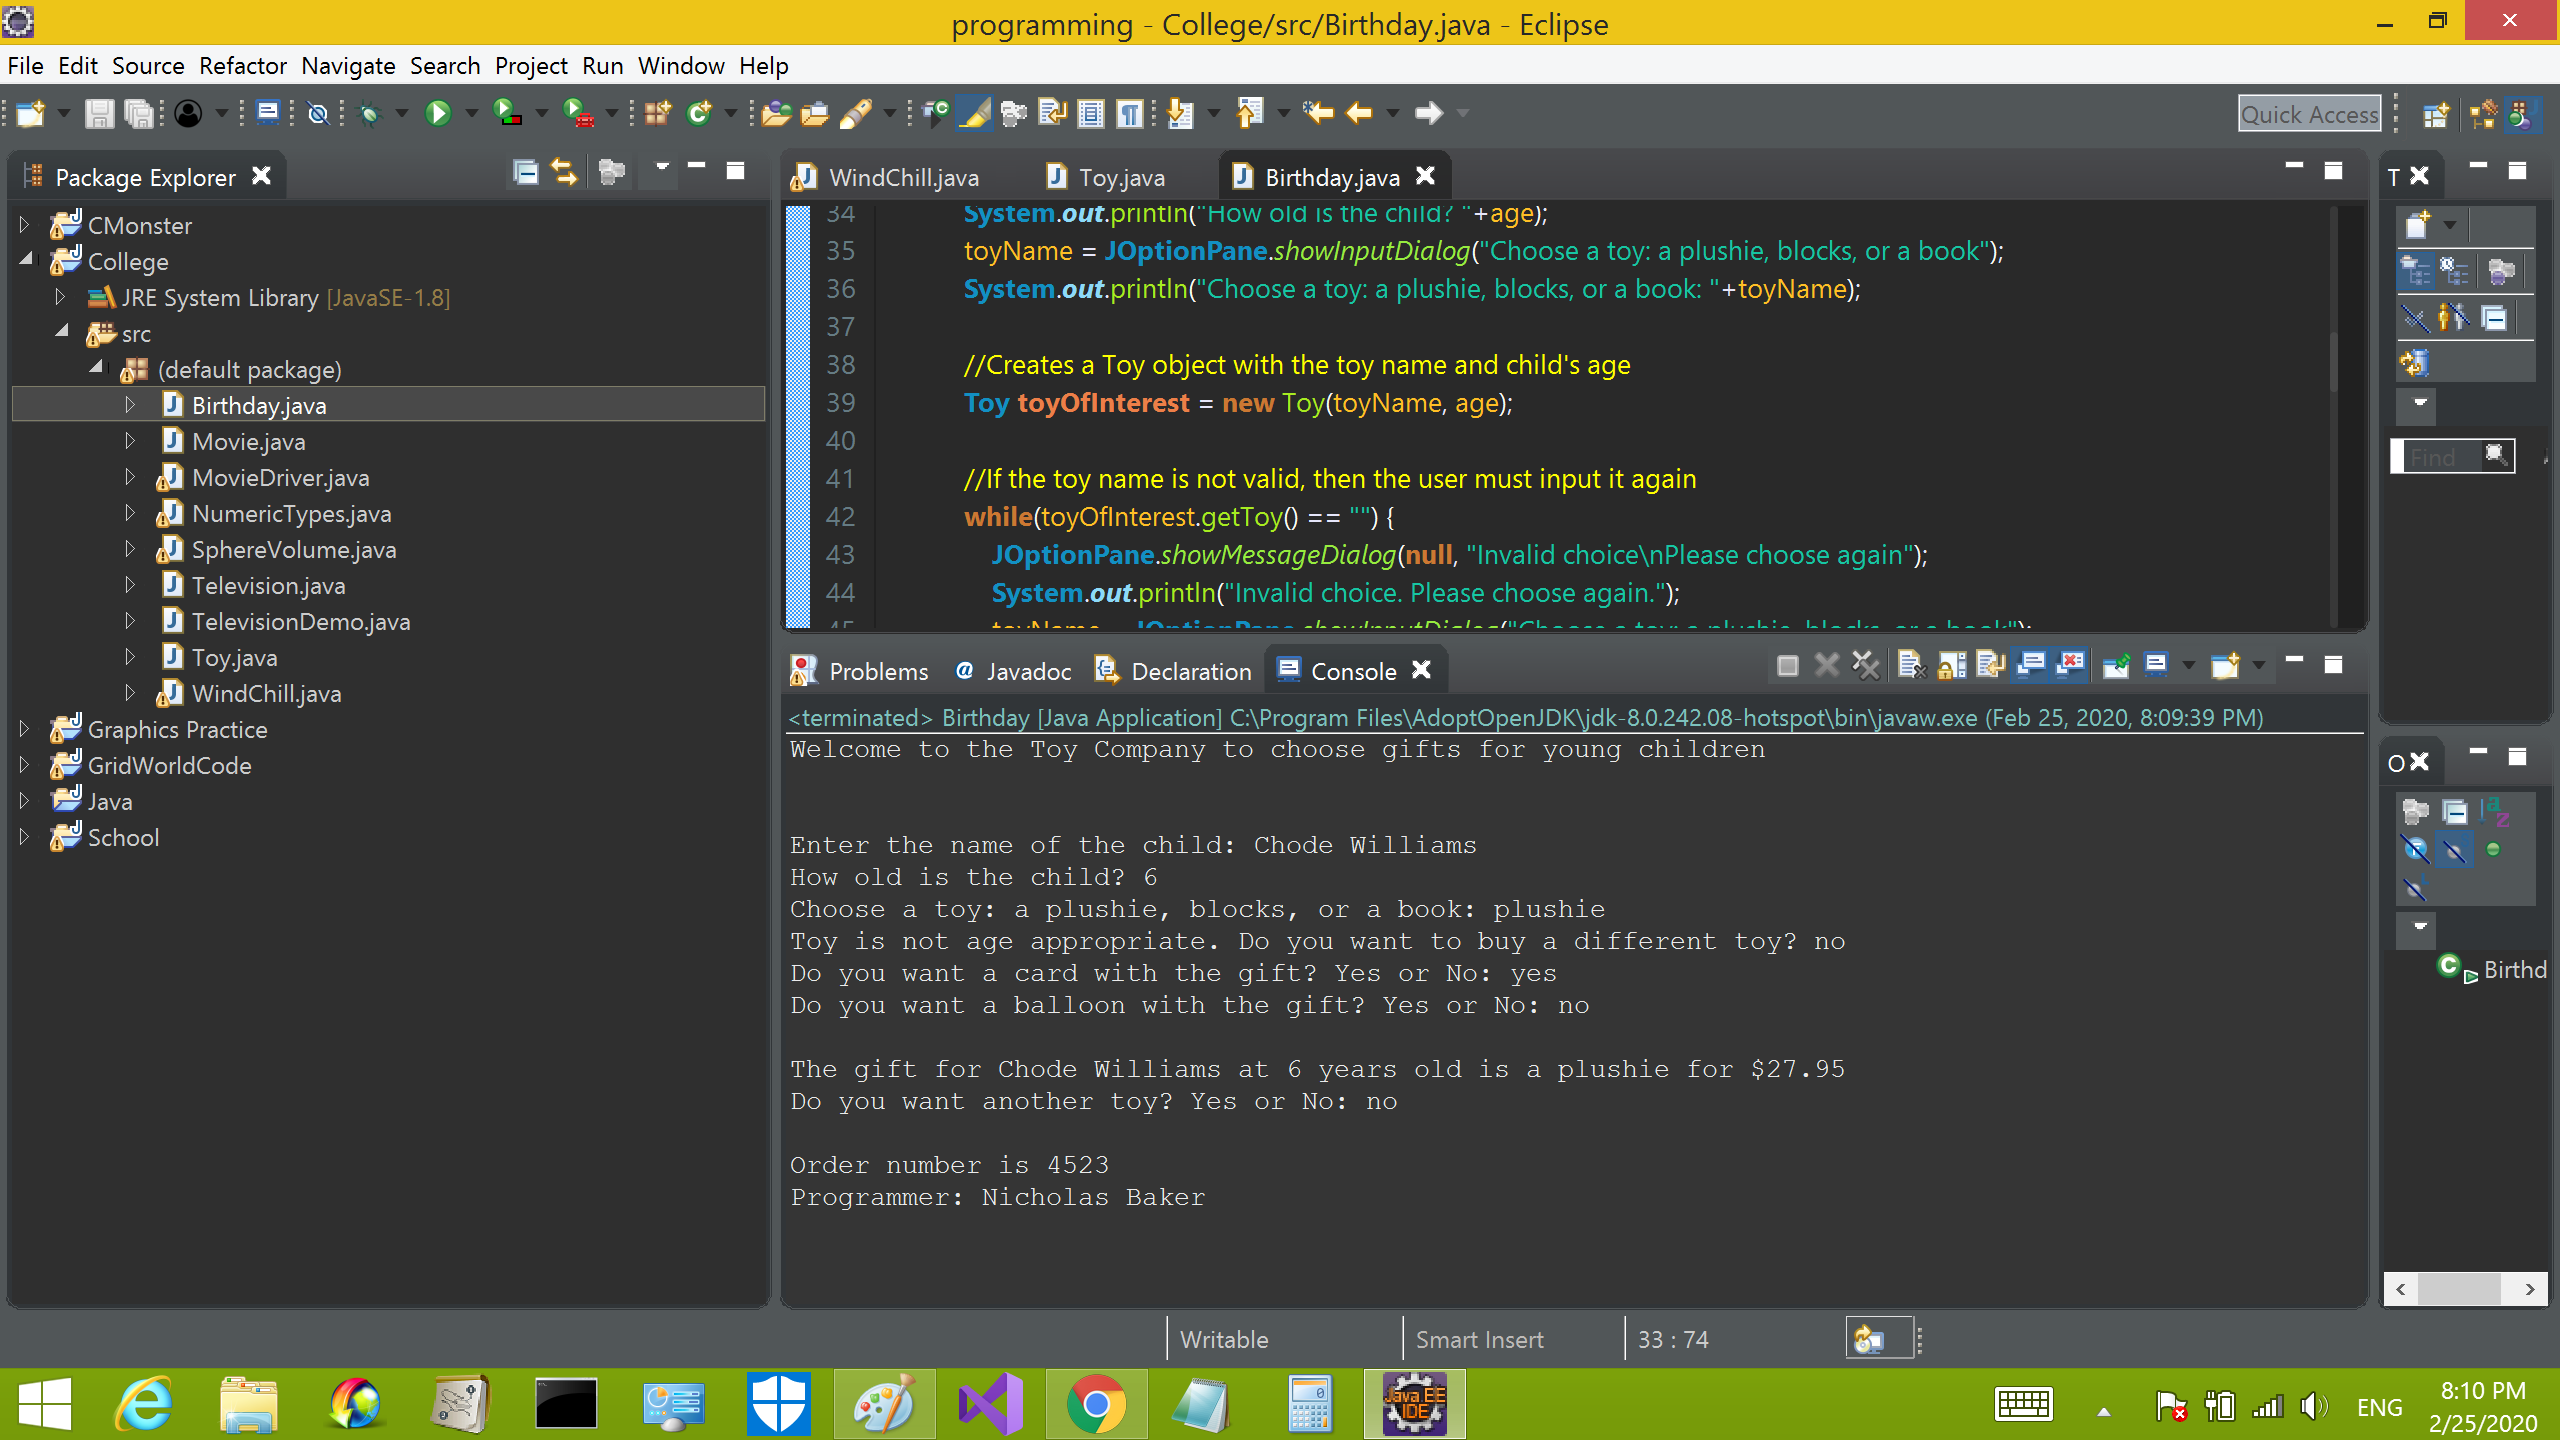 programming - College/src/Birthday.java - Eclipse
File Edit Source Refactor Navigate Search Project Run Window Help
Quick Access
Package Explorer
CMonster
College
JRE System Library [JavaSE-1.8]
src
(default package)
Birthday.java
Movie.java
MovieDriver.java
NumericTypes.java
SphereVolume.java
Television.java
TelevisionDemo.java
Toy.java
WindChill.java
Graphics Practice
GridWorldCode
Java
School
WindChill.java Toy.java Birthday.java
34 System.out.println("How old is the child? "+age);
35 toyName = JOptionPane.showInputDialog("Choose a toy: a plushie, blocks, or a book");
36 System.out.println("Choose a toy: a plushie, blocks, or a book: "+toyName);
37
38 //Creates a Toy object with the toy name and child's age
39 Toy toyOfInterest = new Toy(toyName, age);
40
41 //If the toy name is not valid, then the user must input it again
42 while(toyOfInterest.getToy() == "") {
43 JOptionPane.showMessageDialog(null, "Invalid choice\nPlease choose again");
44 System.out.println("Invalid choice. Please choose again.");
45 toyName = JOptionPane.showInputDialog("Choose a toy: a plushie, blocks, or a book");
Problems @ Javadoc Declaration Console
<terminated> Birthday [Java Application] C:\Program Files\AdoptOpenJDK\jdk-8.0.242.08-hotspot\bin\javaw.exe (Feb 25, 2020, 8:09:39 PM)
Welcome to the Toy Company to choose gifts for young children
Enter the name of the child: Chode Williams
How old is the child? 6
Choose a toy: a plushie, blocks, or a book: plushie
Toy is not age appropriate. Do you want to buy a different toy? no
Do you want a card with the gift? Yes or No: yes
Do you want a balloon with the gift? Yes or No: no
The gift for Chode Williams at 6 years old is a plushie for $27.95
Do you want another toy? Yes or No: no
Order number is 4523
Programmer: Nicholas Baker
T
Find
O
Birthd
Writable Smart Insert 33 : 74
Java EE
IDE
ENG
8:10 PM
2/25/2020